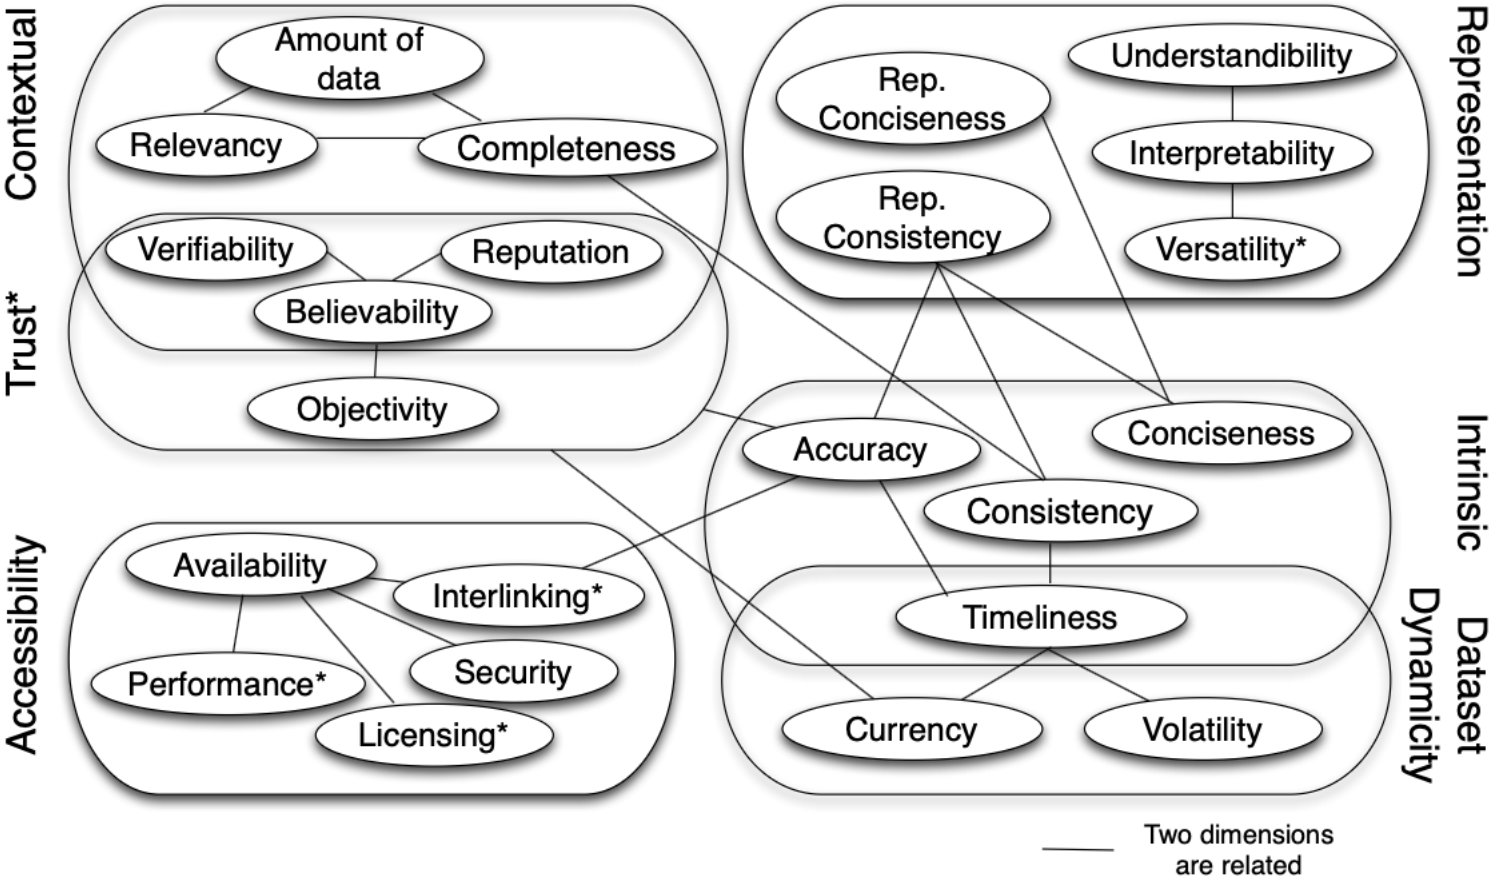 Contextual
Amount of
data
Relevancy
Completeness
Trust*
Verifiability
Reputation
Believability
Objectivity
Accessibility
Availability
Interlinking*
Security
Performance*
Licensing*
Representation
Rep.
Conciseness
Understandibility
Interpretability
Rep.
Consistency
Versatility*
Intrinsic
Accuracy
Conciseness
Consistency
Dataset
Dynamicity
Timeliness
Currency
Volatility
Two dimensions
are related